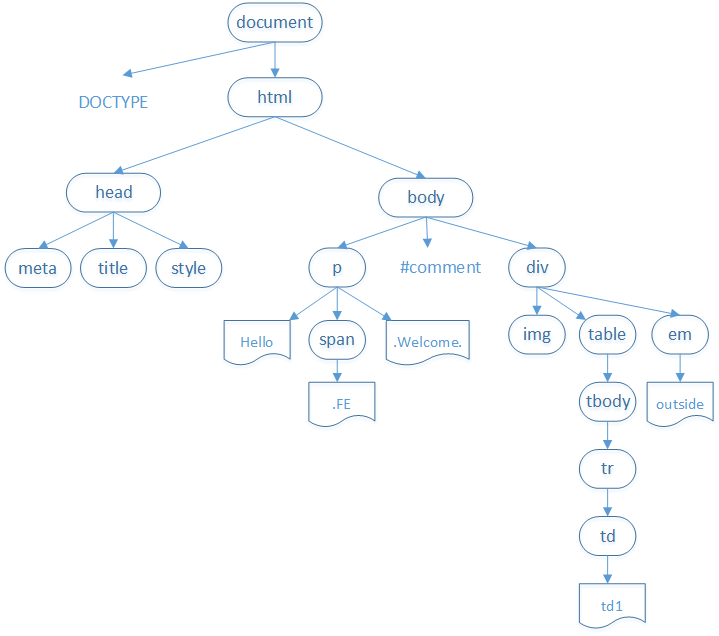 document
DOCTYPE
html
head
body
meta
title
style
p
#comment
div
Hello
span
.Welcome.
img
table
em
.FE
tbody
outside
tr
td
td1